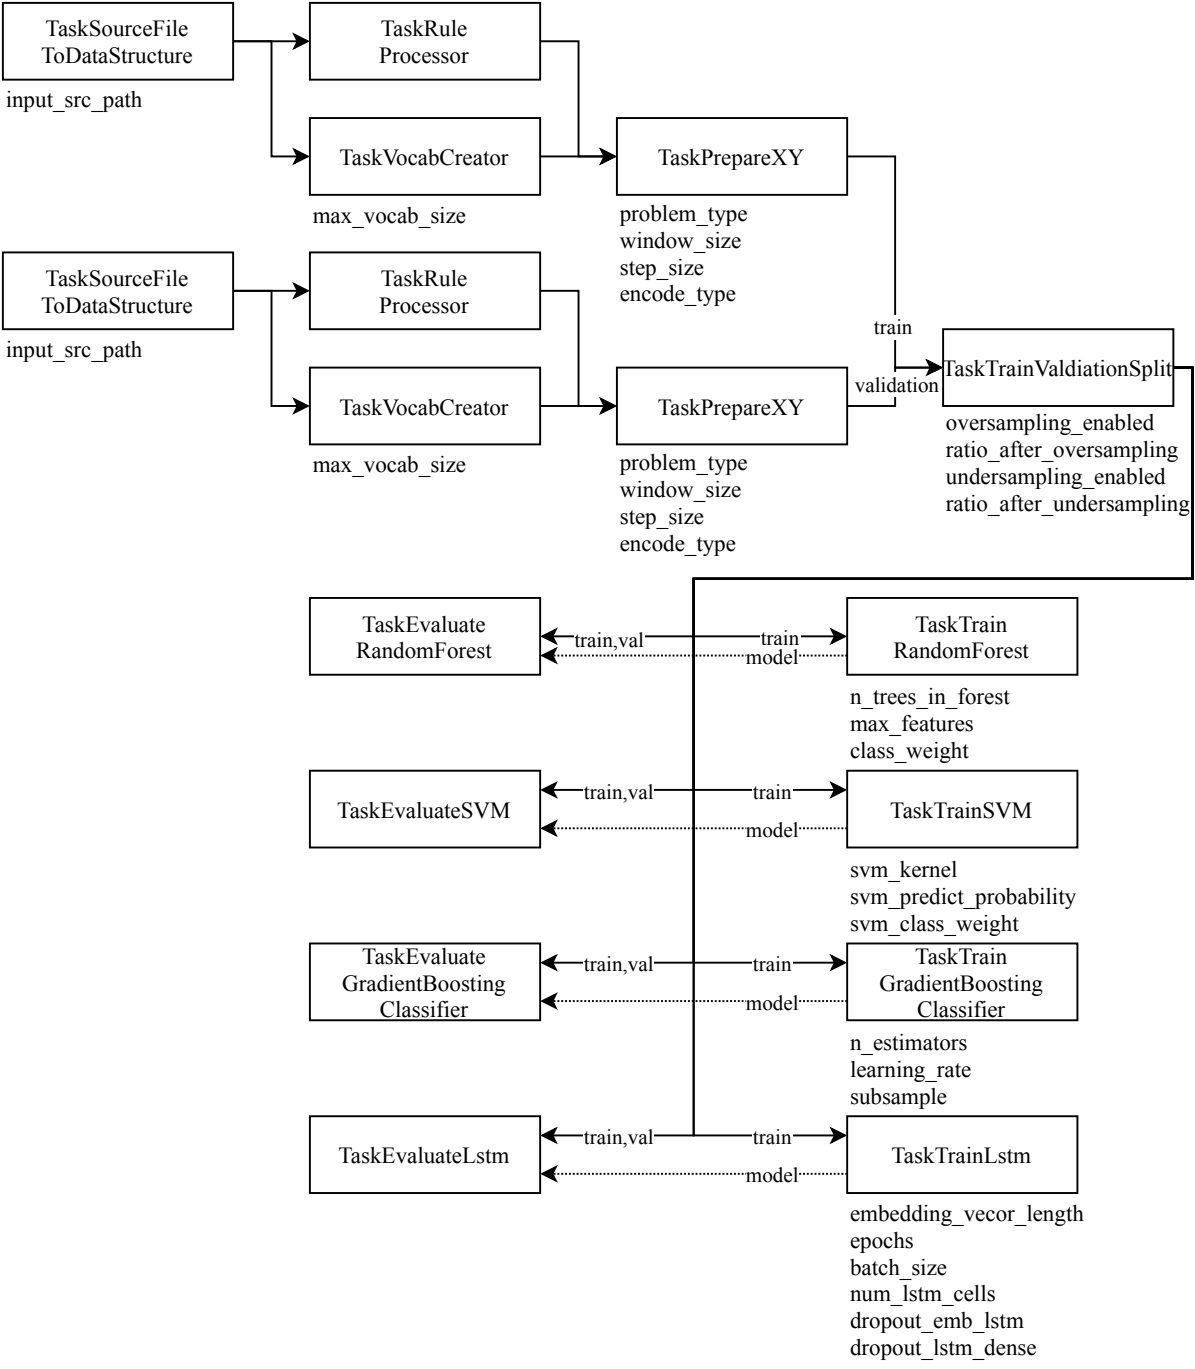 TaskSourceFile
ToDataStructure
input_src_path
TaskRule
Processor
TaskVocabCreator
max_vocab_size
TaskPrepareXY
problem_type
window_size
step_size
encode_type
TaskSourceFile
ToDataStructure
input_src_path
TaskRule
Processor
TaskVocabCreator
max_vocab_size
TaskPrepareXY
problem_type
window_size
step_size
encode_type
train
validation
TaskTrainValdiationSplit
oversampling_enabled
ratio_after_oversampling
undersampling_enabled
ratio_after_undersampling
TaskEvaluate
RandomForest
train,val
train
model
TaskTrain
RandomForest
n_trees_in_forest
max_features
class_weight
TaskEvaluateSVM
train,val
train
model
TaskTrainSVM
svm_kernel
svm_predict_probability
svm_class_weight
TaskEvaluate
GradientBoosting
Classifier
train,val
train
model
TaskTrain
GradientBoosting
Classifier
n_estimators
learning_rate
subsample
TaskEvaluateLstm
train,val
train
model
TaskTrainLstm
embedding_vecor_length
epochs
batch_size
num_lstm_cells
dropout_emb_lstm
dropout_lstm_dense